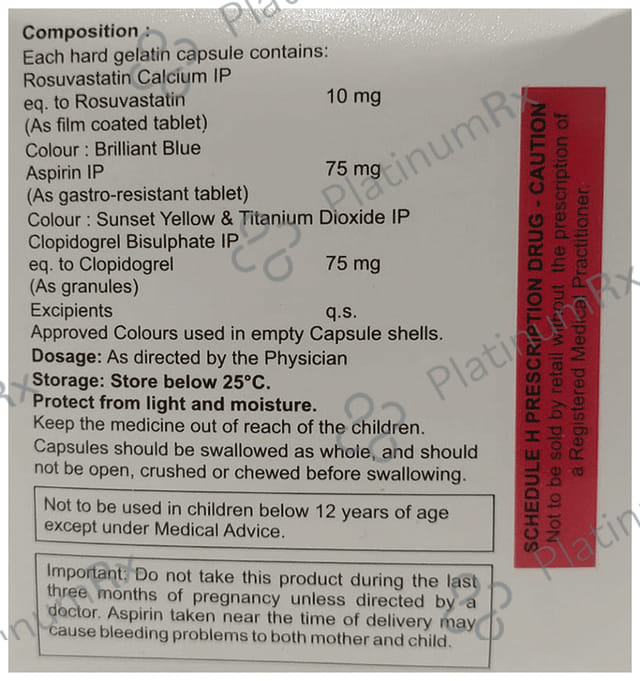 Composition :
Each hard gelatin capsule contains:
Rosuvastatin Calcium IP
eq. to Rosuvastatin 10 mg
(As film coated tablet)
Colour : Brilliant Blue
Aspirin IP 75 mg
(As gastro-resistant tablet)
Colour : Sunset Yellow & Titanium Dioxide IP
Clopidogrel Bisulphate IP
eq. to Clopidogrel 75 mg
(As granules)
Excipients q.s.
Approved Colours used in empty Capsule shells.
Dosage: As directed by the Physician
Storage: Store below 25°C.
Protect from light and moisture.
Keep the medicine out of reach of the children.
Capsules should be swallowed as whole, and should
not be open, crushed or chewed before swallowing.
Not to be used in children below 12 years of age
except under Medical Advice.
Important: Do not take this product during the last
three months of pregnancy unless directed by a
doctor. Aspirin taken near the time of delivery may
cause bleeding problems to both mother and child.
SCHEDULE H PRESCRIPTION DRUG - CAUTION
Not to be sold by retail without the prescription of
a Registered Medical Practitioner.
PlatinumRx
PlatinumRx
PlatinumRx
Platin
Platinu
Rx
inumRx